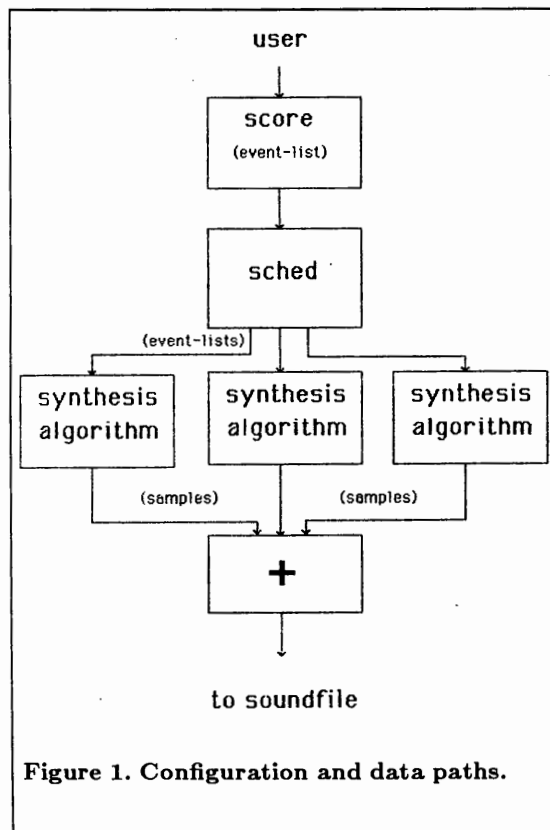 user
score
(event-list)
sched
(event-lists)
synthesis
algorithm
synthesis
algorithm
synthesis
algorithm
(samples)
(samples)
+
to soundfile
Figure 1. Configuration and data paths.